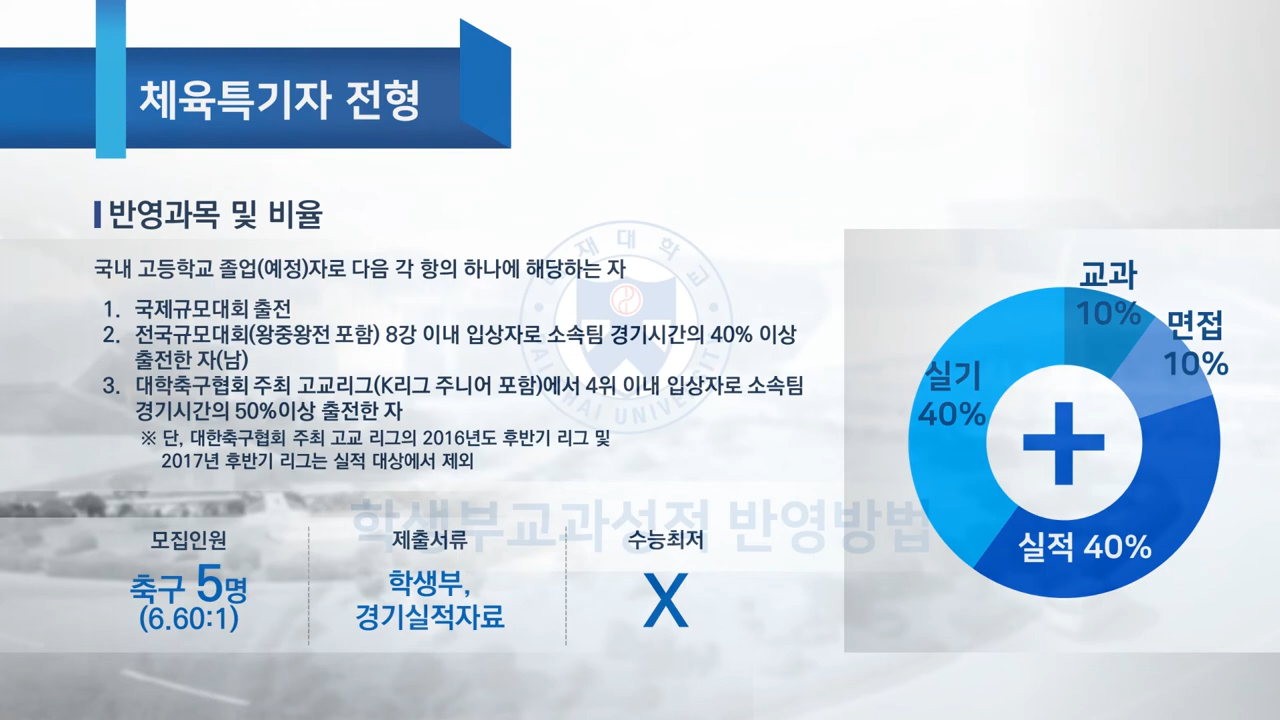 체육특기자 전형
반영과목 및 비율
국내 고등학교 졸업(예정)자로 다음 각 항의 하나에 해당하는 자
1. 국제규모대회 출전
2. 전국규모대회(왕중왕전 포함) 8강 이내 입상자로 소속팀 경기시간의 40% 이상
출전한 자(남)
3. 대학축구협회 주최 고교리그(K리그 주니어 포함)에서 4위 이내 입상자로 소속팀
경기시간의 50%이상 출전한 자
※ 단, 대한축구협회 주최 고교 리그의 2016년도 후반기 리그 및
2017년 후반기 리그는 실적 대상에서 제외
학생부교과성적 반영방법
모집인원
축구 5명
(6.60:1)
제출서류
학생부,
경기실적자료
수능최저
X
교과
10%
면접
10%
실기
40%
실적 40%
재대학교